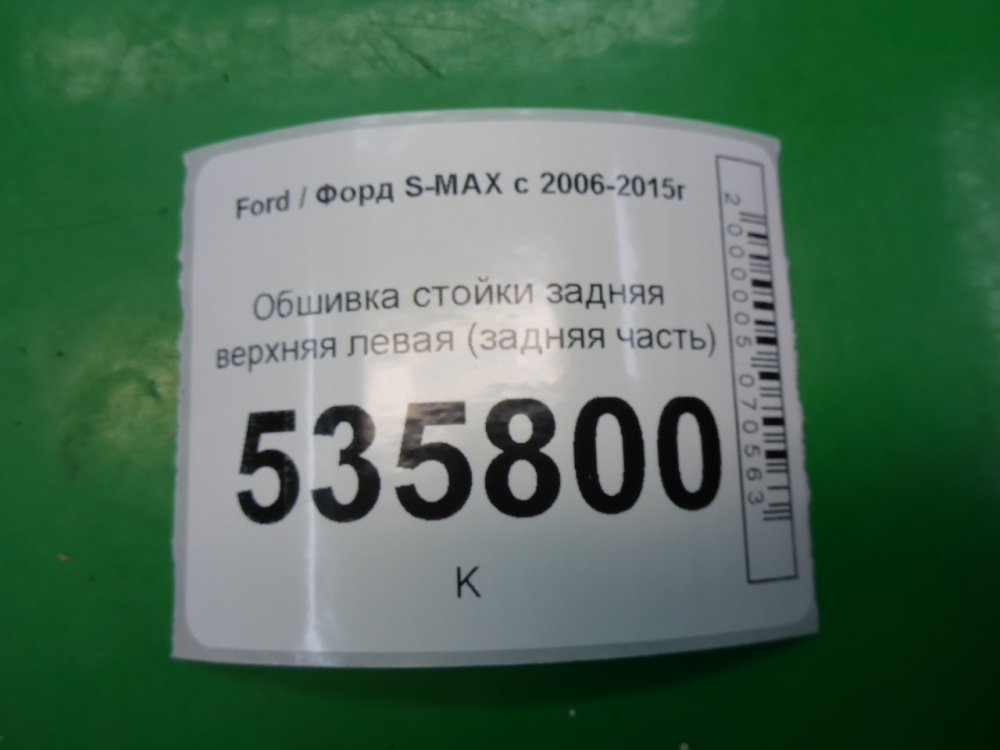 Ford / Форд S-MAX с 2006-2015г
Обшивка стойки задняя
верхняя левая (задняя часть)
535800
К
2000005070563